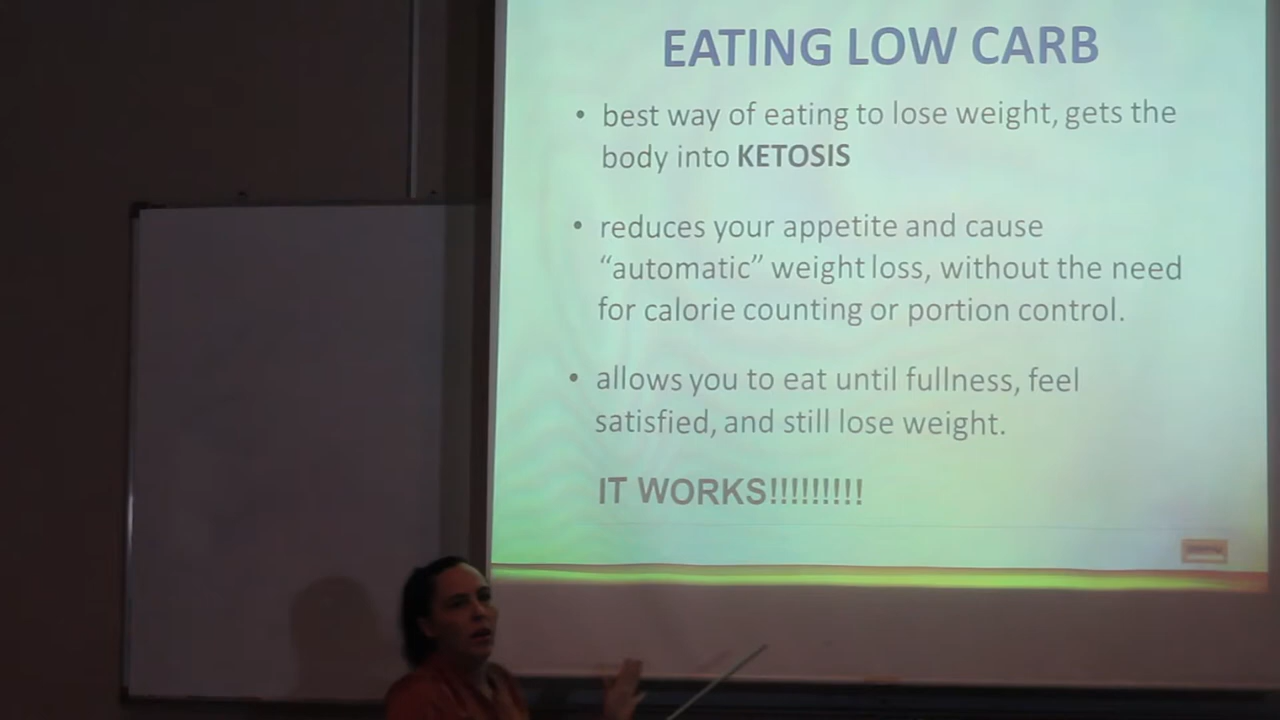 EATING LOW CARB
• best way of eating to lose weight, gets the
body into KETOSIS
• reduces your appetite and cause
“automatic” weight loss, without the need
for calorie counting or portion control.
• allows you to eat until fullness, feel
satisfied, and still lose weight.
IT WORKS!!!!!!!!!